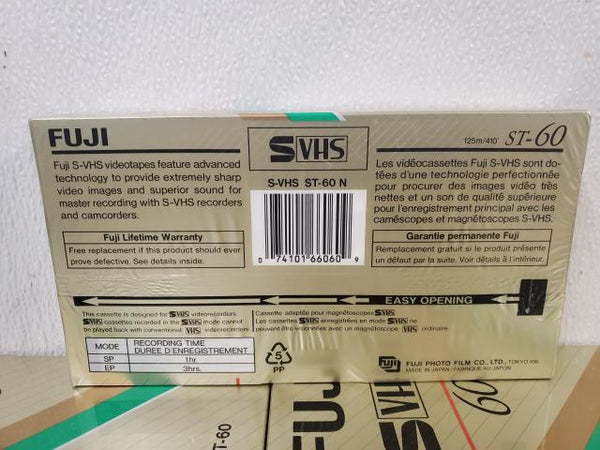 FUJI
Fuji S-VHS videotapes feature advanced
technology to provide extremely sharp
video images and superior sound for
master recording with S-VHS recorders
and camcorders.
Fuji Lifetime Warranty
Free replacement if this product should ever
prove defective. See details inside.
S VHS
S-VHS ST-60 N
0 74101 66060 9
125m/410' ST-60
Les vidéocassettes Fuji S-VHS sont do-
tées d'une technologie perfectionnée
pour procurer des images vidéo très
nettes et un son de qualité supérieure
pour l'enregistrement principal avec les
caméscopes et magnétoscopes S-VHS.
Garantie permanente Fuji
Remplacement gratuit si le produit présente
un défaut par la suite. Voir détails à l'intérieur.
EASY OPENING
This cassette is designed for SVHS videorecorders.
SVHS cassettes recorded in the SVHS mode cannot
be played back with conventional VHS videorecorders.
Cassette adaptée pour magnétoscopes SVHS.
Les cassettes SVHS enregistrées en mode SVHS ne
peuvent être visionnées avec un magnétoscope VHS ordinaire.
MODE RECORDING TIME
DUREE D'ENREGISTREMENT
SP 1hr.
EP 3hrs.
5
PP
FUJI FUJI PHOTO FILM CO., LTD., TOKYO 106
MADE IN JAPAN / FABRIQUE AU JAPON
ST-60
FUJI
S VHS
60